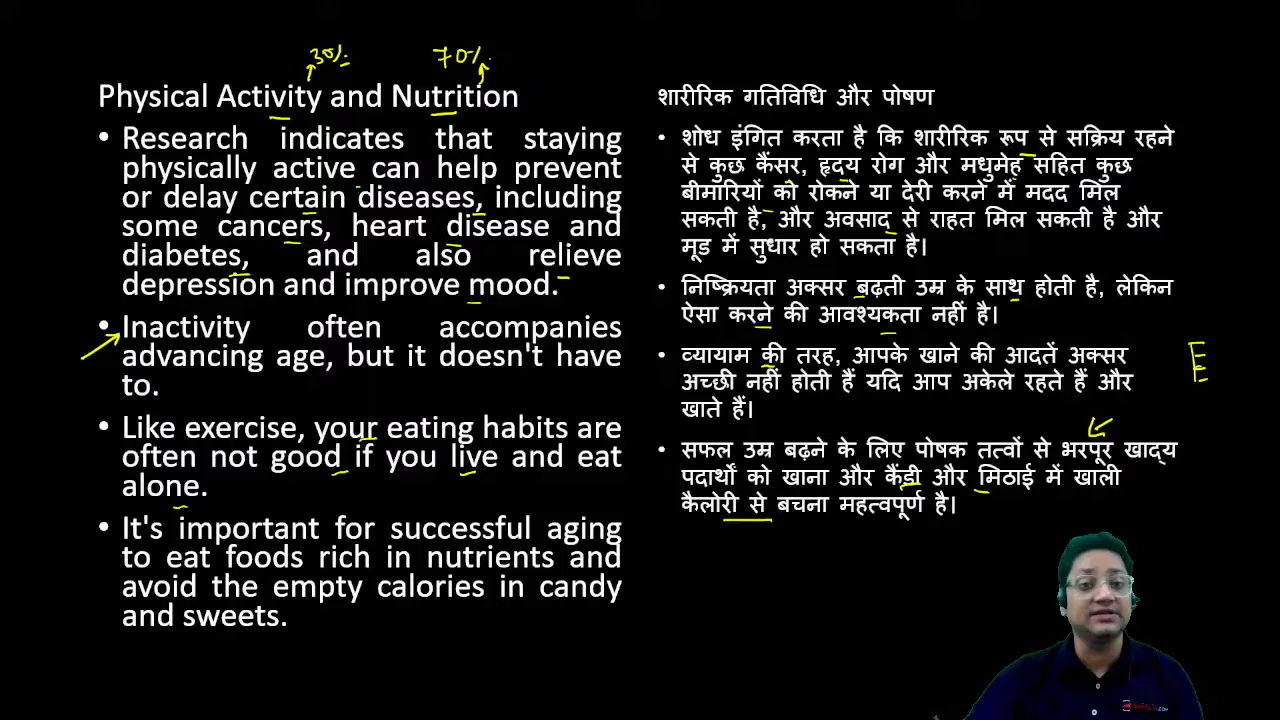 30%
70%
Physical Activity and Nutrition
• Research indicates that staying
physically active can help prevent
or delay certain diseases, including
some cancers, heart disease and
diabetes, and also relieve
depression and improve mood.
• Inactivity often accompanies
advancing age, but it doesn't have
to.
• Like exercise, your eating habits are
often not good if you live and eat
alone.
• It's important for successful aging
to eat foods rich in nutrients and
avoid the empty calories in candy
and sweets.
शारीरिक गतिविधि और पोषण
• शोध इंगित करता है कि शारीरिक रूप से सक्रिय रहने
से कुछ कैंसर, हृदय रोग और मधुमेह सहित कुछ
बीमारियों को रोकने या देरी करने में मदद मिल
सकती है, और अवसाद से राहत मिल सकती है और
मूड में सुधार हो सकता है।
• निष्क्रियता अक्सर बढ़ती उम्र के साथ होती है, लेकिन
ऐसा करने की आवश्यकता नहीं है।
• व्यायाम की तरह, आपके खाने की आदतें अक्सर
अच्छी नहीं होती हैं यदि आप अकेले रहते हैं और
खाते हैं।
• सफल उम्र बढ़ने के लिए पोषक तत्वों से भरपूर खाद्य
पदार्थों को खाना और कैंडी और मिठाई में खाली
कैलोरी से बचना महत्वपूर्ण है।